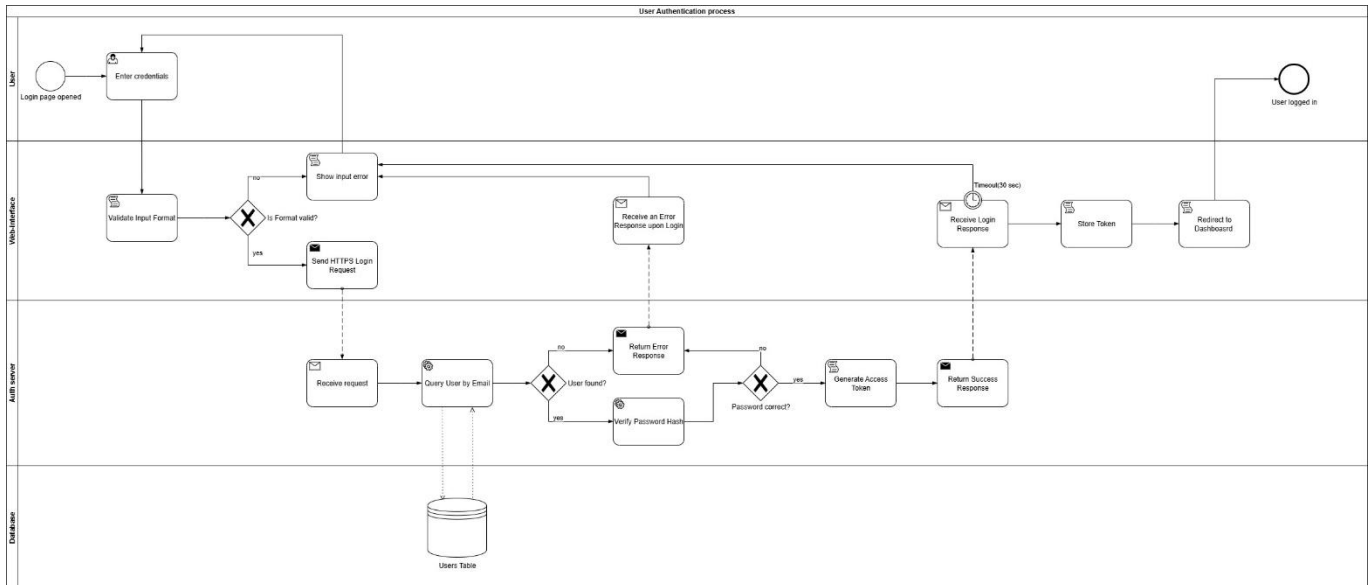 User Authentication process
User
Login page opened
Enter credentials
User logged in
Web-Interface
Validate Input Format
Is Format valid?
no
yes
Show input error
Send HTTPS Login
Request
Receive an Error
Response upon Login
Timeout(30 sec)
Receive Login
Response
Store Token
Redirect to
Dashboasrd
Auth server
Receive request
Query User by Email
User found?
no
yes
Return Error
Response
Verify Password Hash
no
Password correct?
yes
Generate Access
Token
Return Success
Response
Database
Users Table